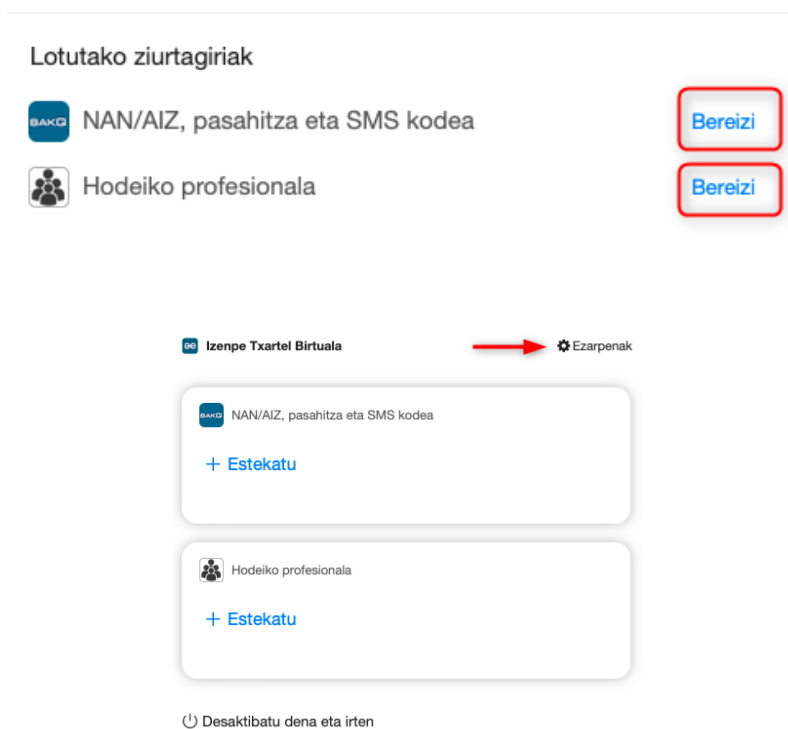 Lotutako ziurtagiriak
BAKQ NAN/AIZ, pasahitza eta SMS kodea Bereizi
Hodeiko profesionala Bereizi
Izenpe Txartel Birtuala Ezarpenak
BAKQ NAN/AIZ, pasahitza eta SMS kodea
+ Estekatu
Hodeiko profesionala
+ Estekatu
Desaktibatu dena eta irten